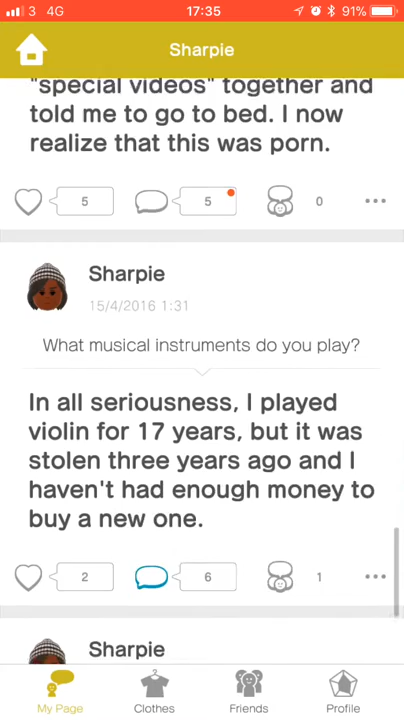 3 4G 17:35 91%
Sharpie
"special videos" together and
told me to go to bed. I now
realize that this was porn.
5 5 0
Sharpie
15/4/2016 1:31
What musical instruments do you play?
In all seriousness, I played
violin for 17 years, but it was
stolen three years ago and I
haven't had enough money to
buy a new one.
2 6 1
Sharpie
My Page Clothes Friends Profile